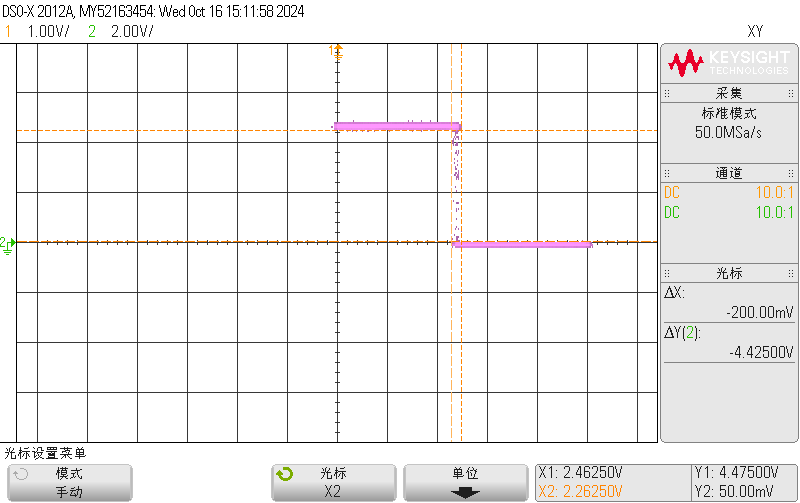 DSO-X 2012A, MY52163454: Wed Oct 16 15:11:58 2024
1 1.00V/ 2 2.00V/ XY
1
KEYSIGHT
TECHNOLOGIES
采集
标准模式
50.0MSa/s
通道
DC 10.0:1
DC 10.0:1
2
光标
ΔX:
-200.00mV
ΔY(2):
-4.42500V
光标设置菜单
模式
手动
光标
X2
单位
X1: 2.46250V
X2: 2.26250V
Y1: 4.47500V
Y2: 50.00mV